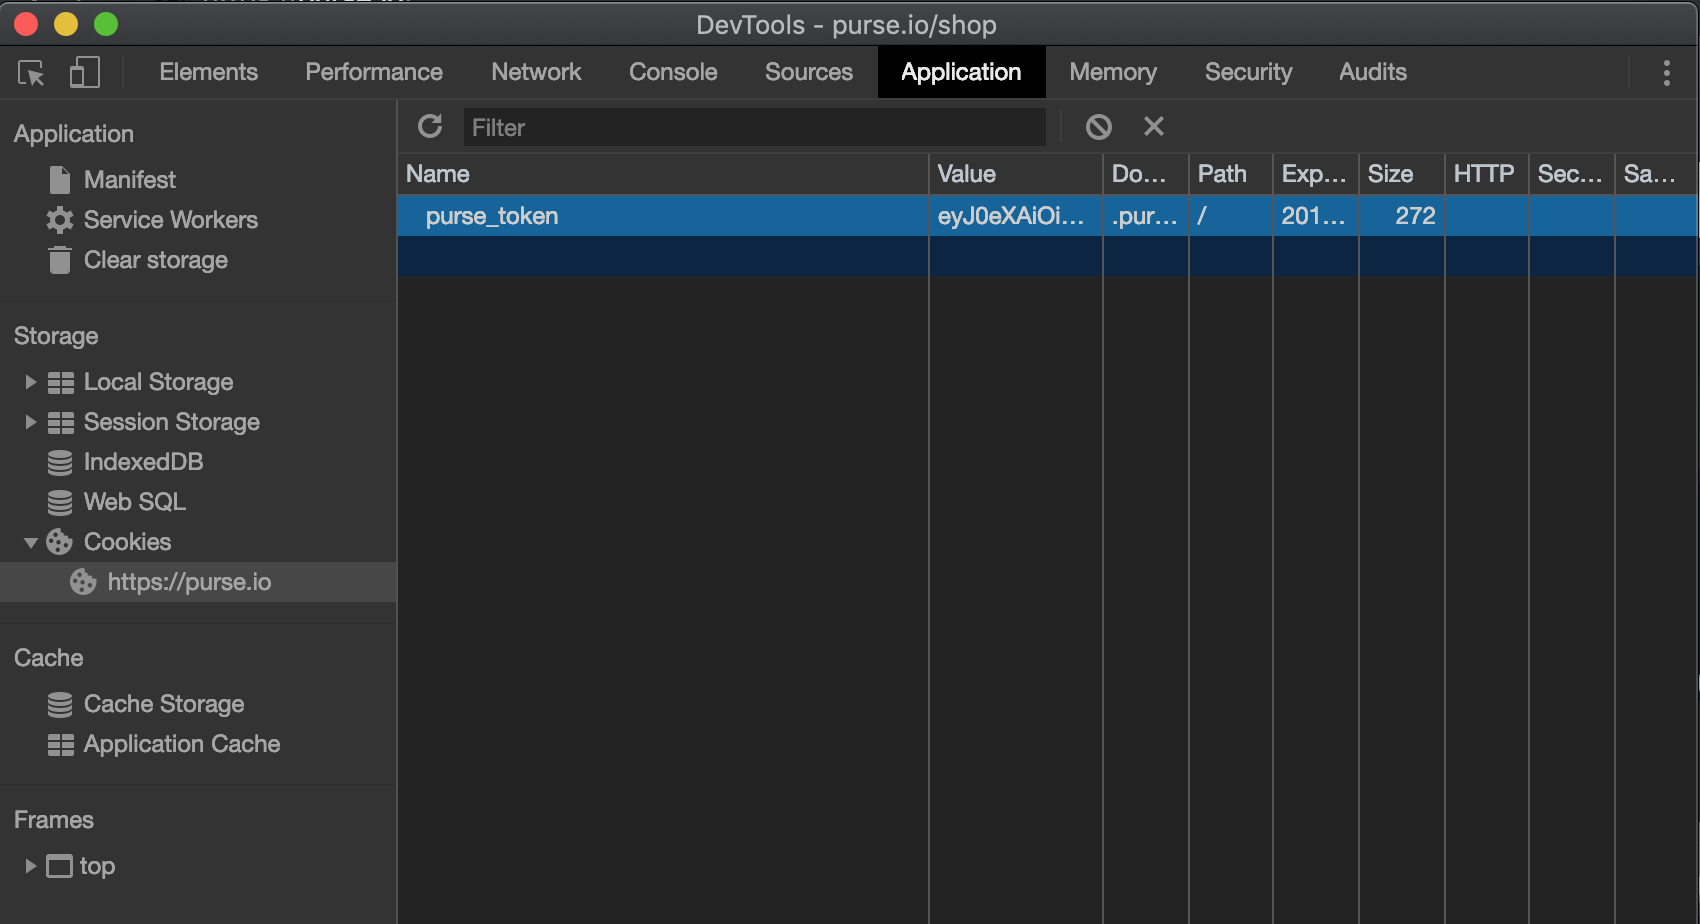 DevTools - purse.io/shop
Elements Performance Network Console Sources Application Memory Security Audits
Application
Manifest
Service Workers
Clear storage
Storage
Local Storage
Session Storage
IndexedDB
Web SQL
Cookies
https://purse.io
Cache
Cache Storage
Application Cache
Frames
top
Filter
Name Value Do... Path Exp... Size HTTP Sec... Sa...
purse_token eyJ0eXAiOi... .pur... / 201... 272